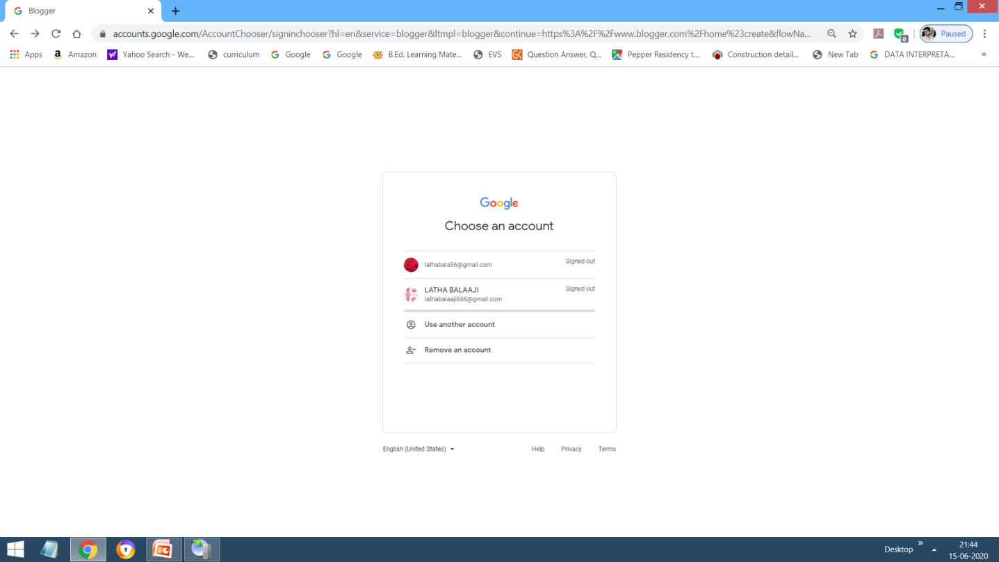 Blogger
accounts.google.com/AccountChooser/signinchooser?hl=en&service=blogger&ltmpl=blogger&continue=https%3A%2F%2Fwww.blogger.com%2Fhome%23create&flowNa...
0
Paused
Apps
Amazon
Yahoo Search - We...
curriculum
Google
Google
B.Ed. Learning Mate...
EVS
GK
Question Answer, Q...
Pepper Residency t...
Construction detail...
New Tab
DATA INTERPRETA...
»
Google
Choose an account
lathabala96@gmail.com
Signed out
LATHA BALAAJI
Signed out
lathabalaaji666@gmail.com
Use another account
Remove an account
English (United States)
Help
Privacy
Terms
Desktop
»
21:44
15-06-2020